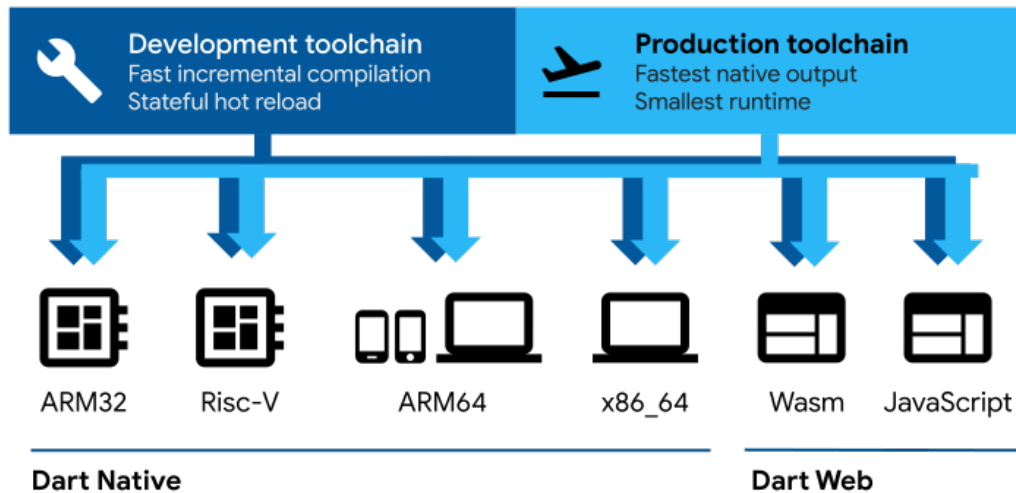 Development toolchain
Fast incremental compilation
Stateful hot reload
Production toolchain
Fastest native output
Smallest runtime
ARM32
Risc-V
ARM64
x86_64
Wasm
JavaScript
Dart Native
Dart Web